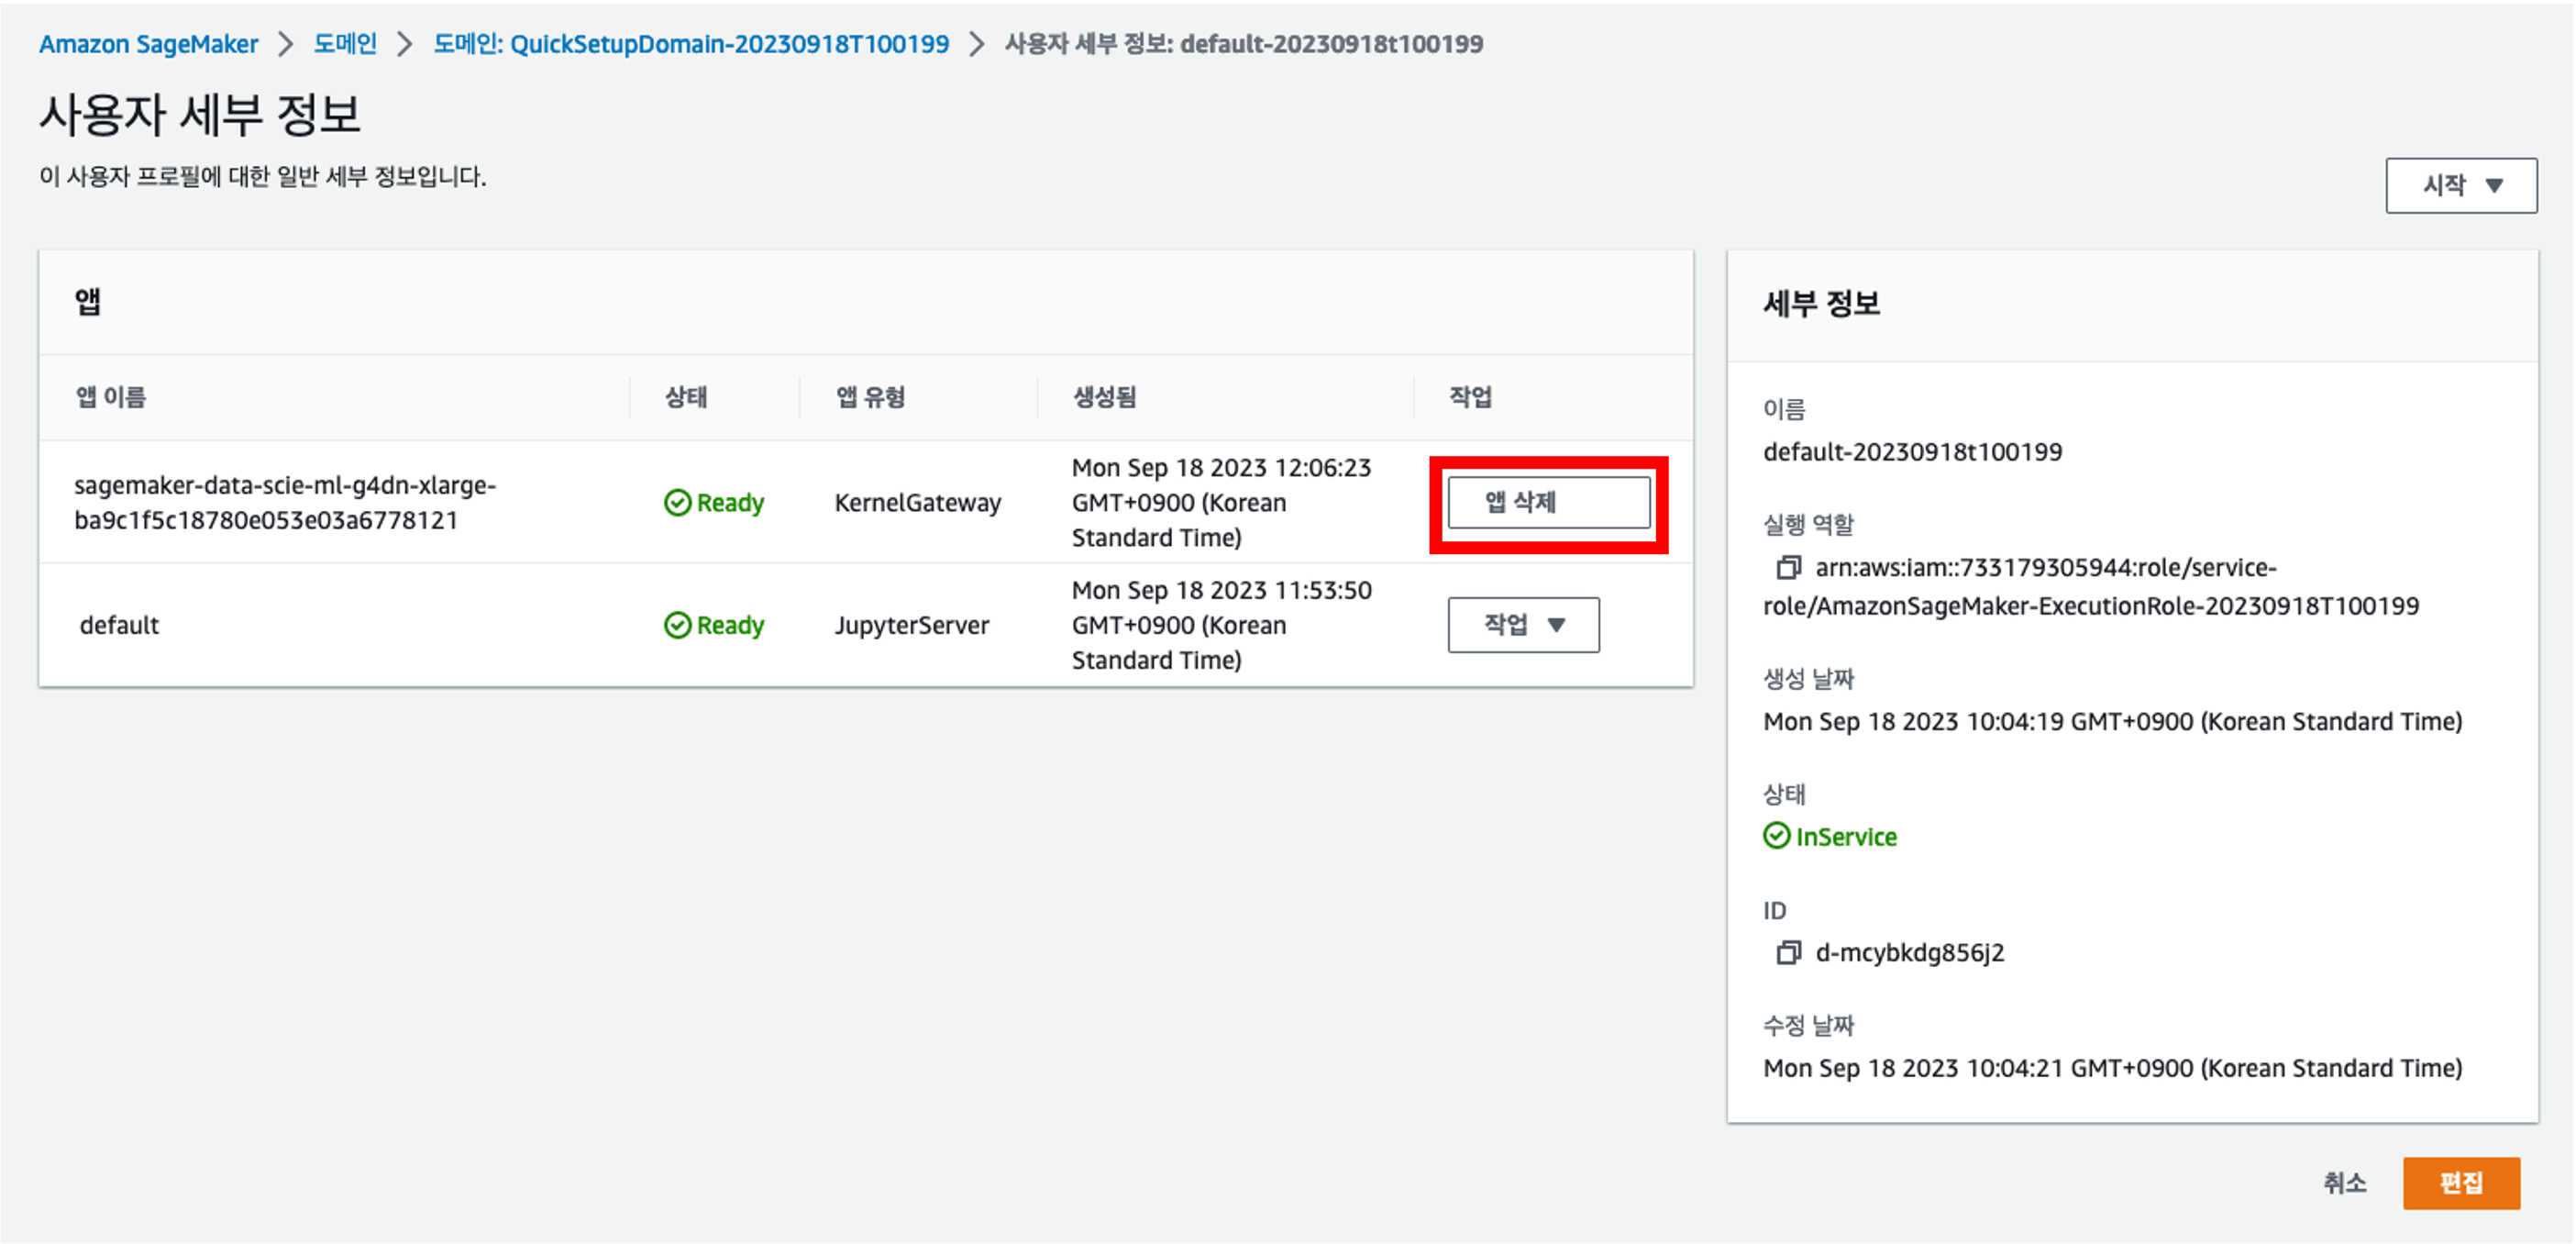 Amazon SageMaker > 도메인 > 도메인: QuickSetupDomain-20230918T100199 > 사용자 세부 정보: default-20230918t100199
사용자 세부 정보
이 사용자 프로필에 대한 일반 세부 정보입니다.
시작
앱
앱 이름 상태 앱 유형 생성됨 작업
sagemaker-data-scie-ml-g4dn-xlarge-
ba9c1f5c18780e053e03a6778121
Ready
KernelGateway
Mon Sep 18 2023 12:06:23
GMT+0900 (Korean
Standard Time)
앱 삭제
default
Ready
JupyterServer
Mon Sep 18 2023 11:53:50
GMT+0900 (Korean
Standard Time)
작업
세부 정보
이름
default-20230918t100199
실행 역할
arn:aws:iam::733179305944:role/service-
role/AmazonSageMaker-ExecutionRole-20230918T100199
생성 날짜
Mon Sep 18 2023 10:04:19 GMT+0900 (Korean Standard Time)
상태
InService
ID
d-mcybkdg856j2
수정 날짜
Mon Sep 18 2023 10:04:21 GMT+0900 (Korean Standard Time)
취소
편집